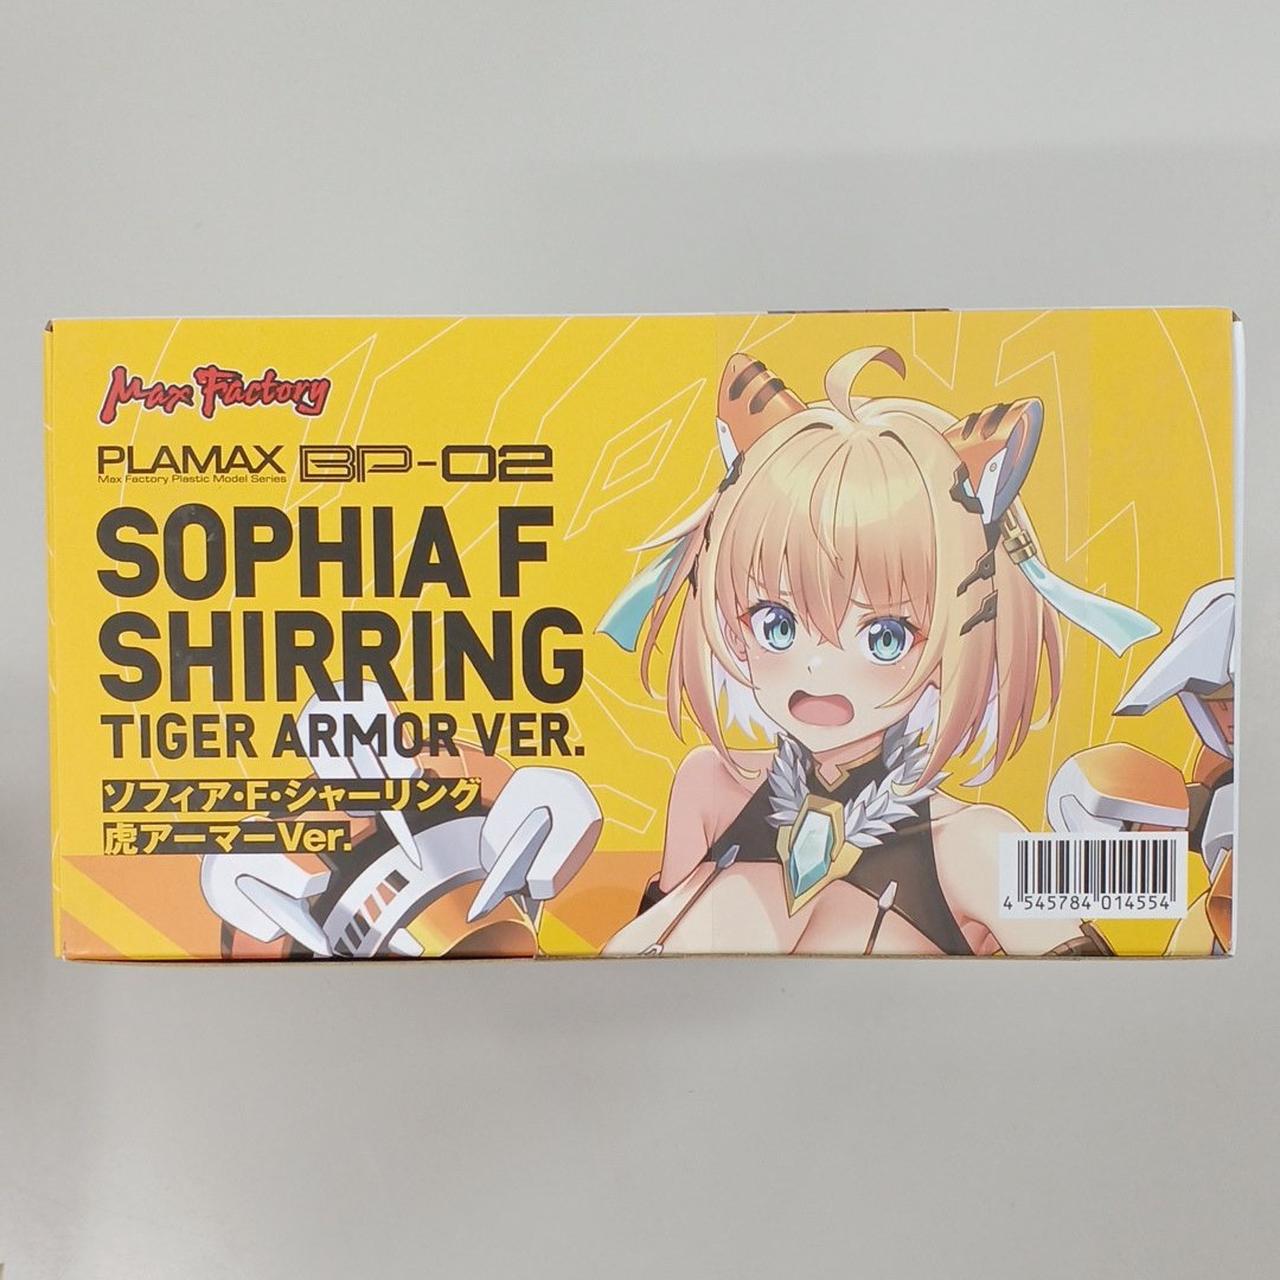 Max Factory
PLAMAX BP-02
Max Factory Plastic Model Series
SOPHIA F
SHIRRING
TIGER ARMOR VER.
ソフィア・F・シャーリング
虎アーマーVer.
4 545784 014554